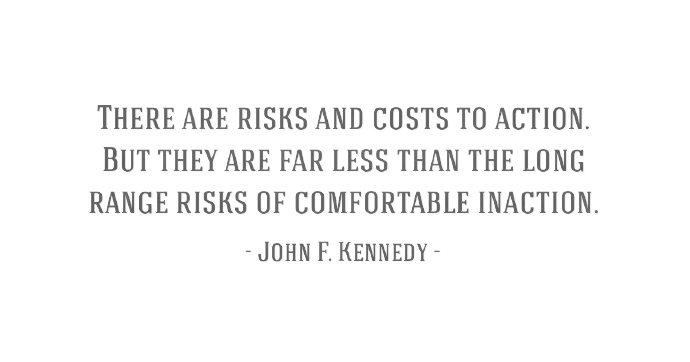 There are risks and costs to action.
But they are far less than the long
range risks of comfortable inaction.
- John F. Kennedy -